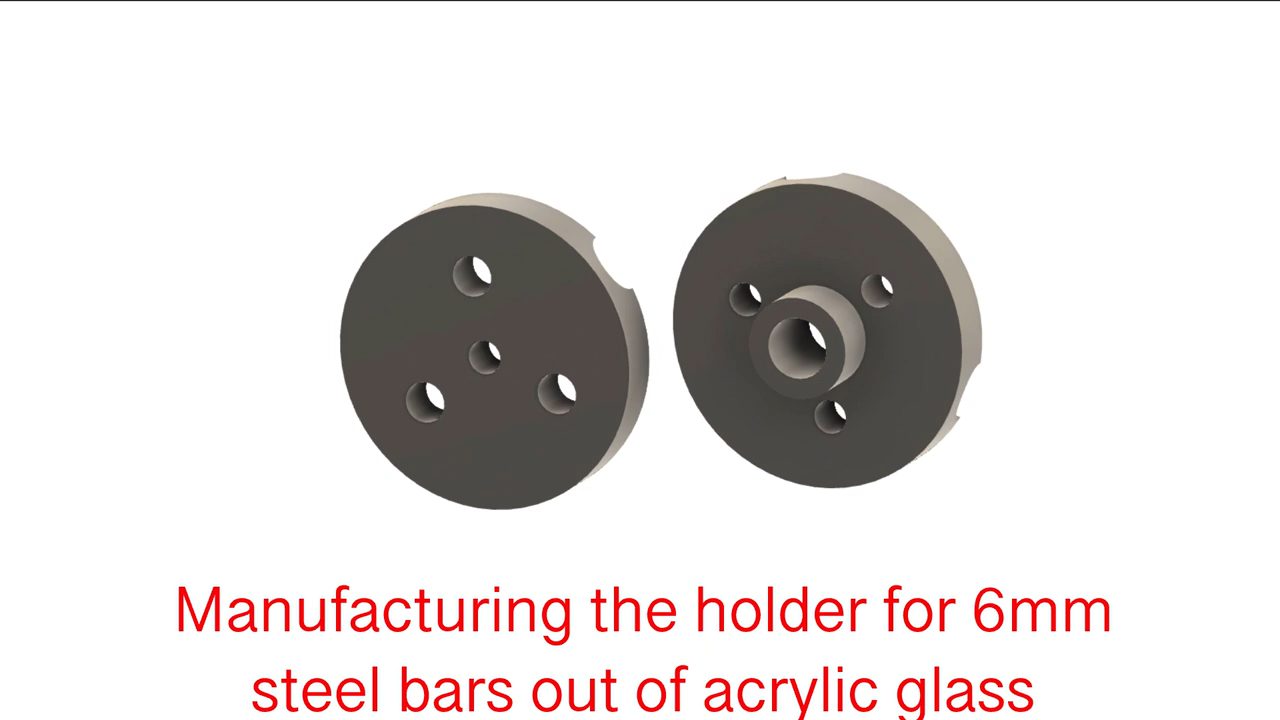 Manufacturing the holder for 6mm
steel bars out of acrylic glass